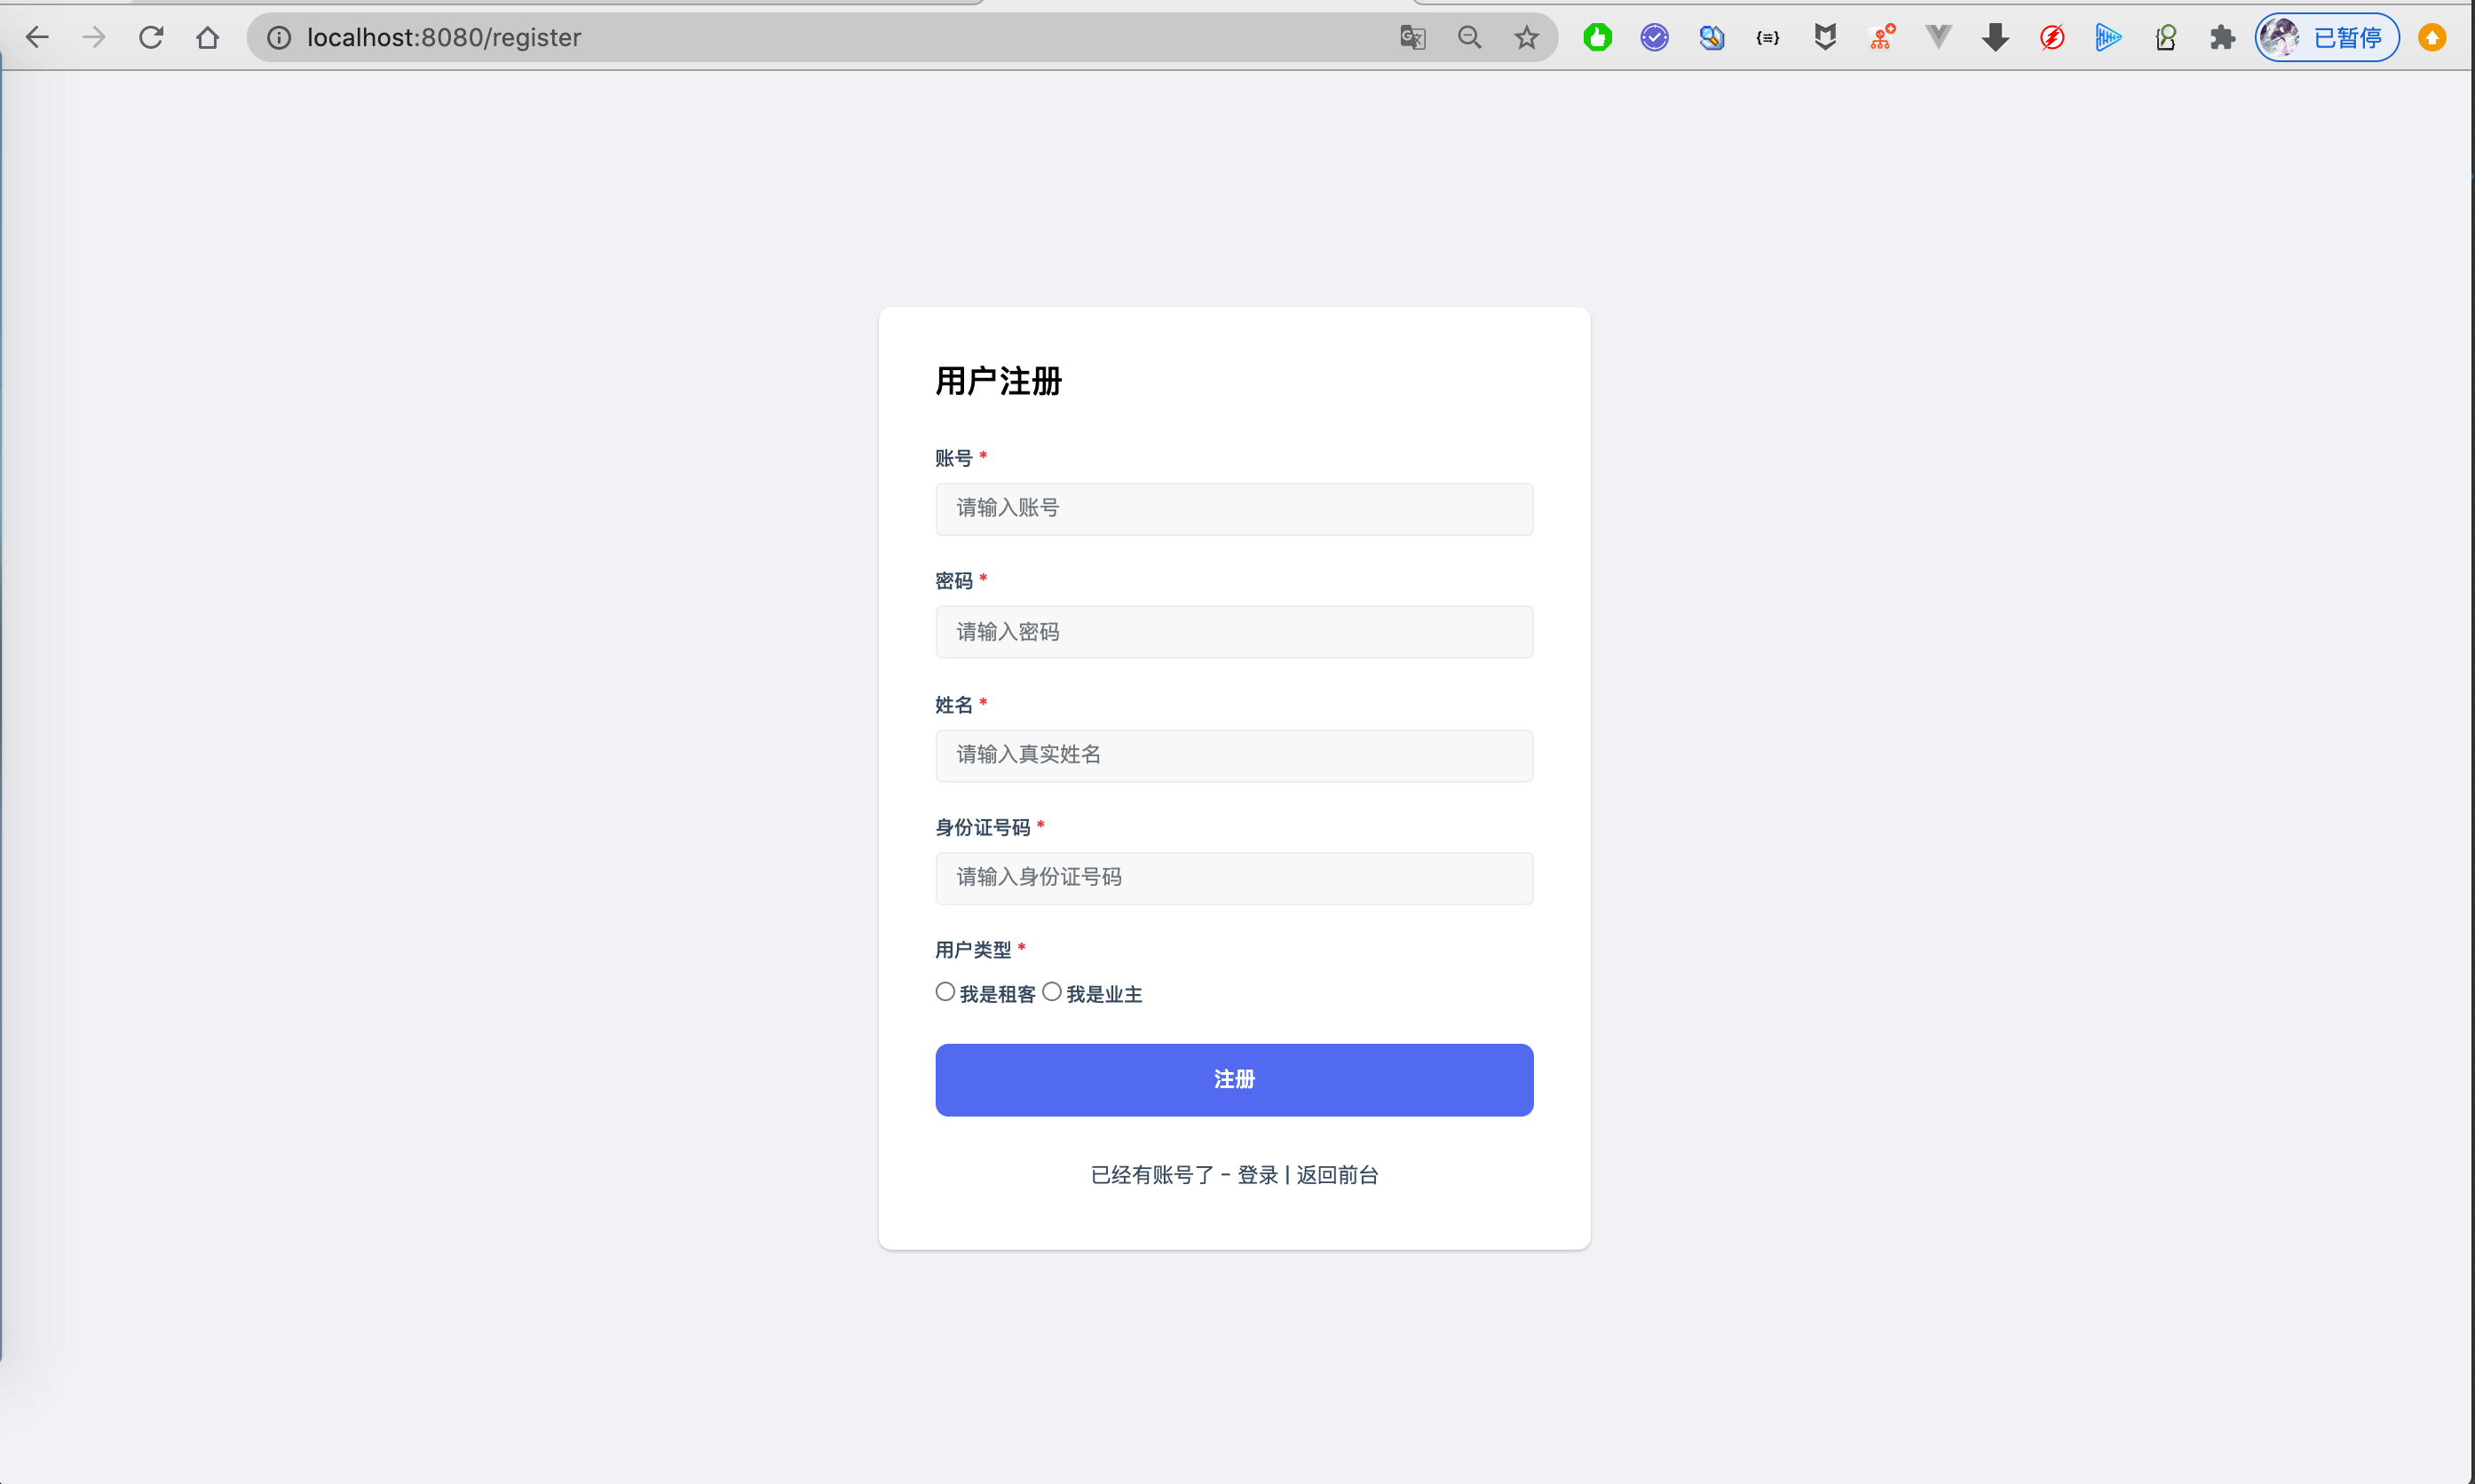 localhost:8080/register
已暂停
用户注册
账号 *
请输入账号
密码 *
请输入密码
姓名 *
请输入真实姓名
身份证号码 *
请输入身份证号码
用户类型 *
我是租客 我是业主
注册
已经有账号了 - 登录 | 返回前台